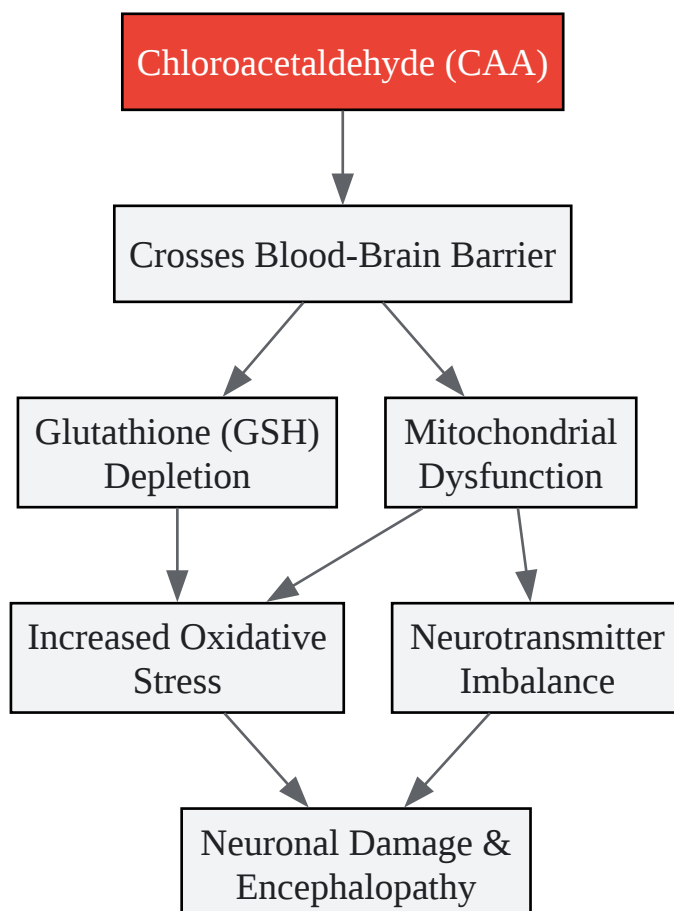 Chloroacetaldehyde (CAA)
Crosses Blood-Brain Barrier
Glutathione (GSH)
Depletion
Mitochondrial
Dysfunction
Increased Oxidative
Stress
Neurotransmitter
Imbalance
Neuronal Damage &
Encephalopathy